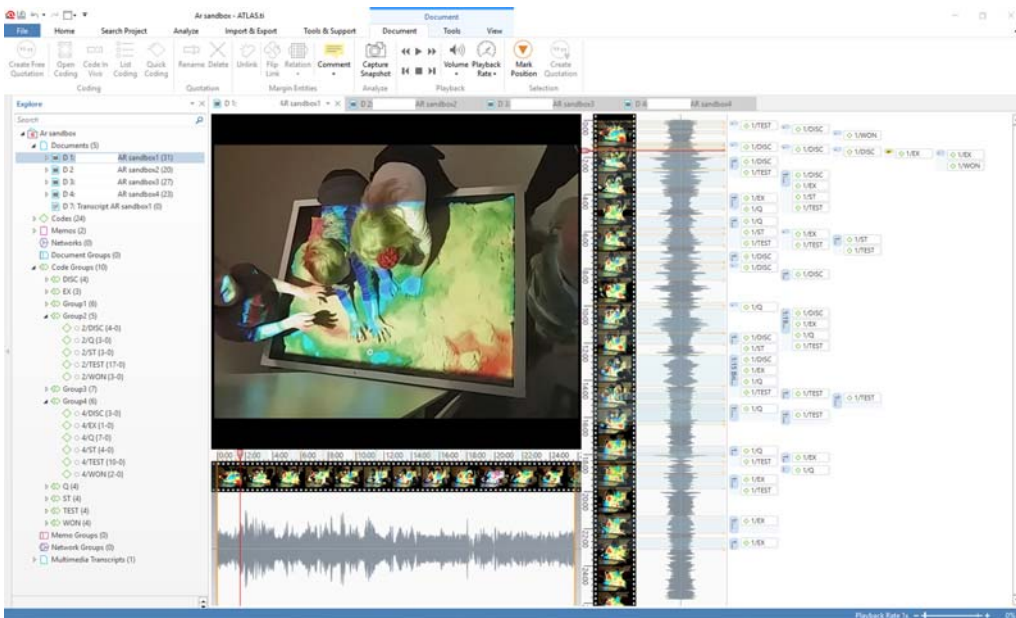 Ar sandbox - ATLAS.ti
Document
File Home Search Project Analyze Import & Export Tools & Support Document Tools View
Create Free Quotation
Open Coding
Code In Vivo
List Coding
Quick Coding
Rename Delete Unlink
Flip Link
Relation
Comment
Capture Snapshot
Volume
Playback Rate
Mark Position
Create Quotation
Coding Quotation Margin Entities Analyze Playback Selection
Explore
D 1: AR sandbox1
D 2: AR sandbox2
D 3: AR sandbox3
D 4: AR sandbox4
Search
Ar sandbox
Documents (5)
D 1: AR sandbox1 (31)
D 2 AR sandbox2 (20)
D 3: AR sandbox3 (27)
D 4: AR sandbox4 (23)
D 7: Transcript AR sandbox1 (0)
Codes (24)
Memos (2)
Networks (0)
Document Groups (0)
Code Groups (10)
DISC (4)
EX (3)
Group1 (6)
Group2 (5)
2/DISC (4-0)
2/Q (3-0)
2/ST (3-0)
2/TEST (17-0)
2/WON (3-0)
Group3 (7)
Group4 (6)
4/DISC (3-0)
4/EX (1-0)
4/Q (7-0)
4/ST (4-0)
4/TEST (10-0)
4/WON (2-0)
Q (4)
ST (4)
TEST (4)
WON (4)
Memo Groups (0)
Network Groups (0)
Multimedia Transcripts (1)
1/TEST 1/DISC 1/WON
1/DISC 1/DISC 1/DISC 1/EX 1/EX
1/WON
1/DISC
1/TEST 1/DISC
1/EX
1/EX 1/ST
1/Q 1/TEST
1/Q
1/ST 1/EX 1/ST
1/TEST 1/TEST 1/TEST
1/DISC
1/DISC 1/DISC
1/Q 1/DISC
1/EX
1/Q
1/DISC 1/TEST
1/ST
1/DISC
1/EX
1/Q
1/TEST 1/TEST 1/TEST
1/Q 1/TEST
1/Q 1/EX
1/TEST 1/Q
1/EX
1/TEST
1/EX
1/EX
Playback Rate 1x